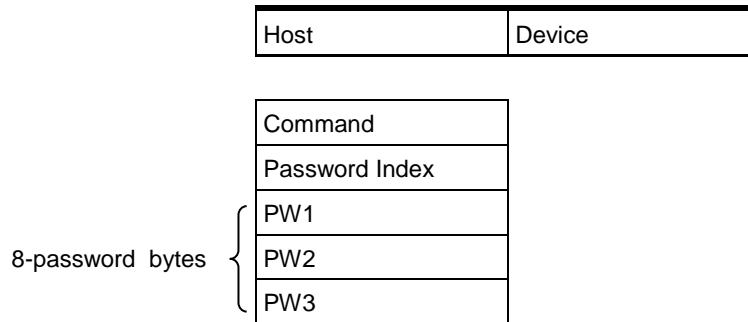 Host Device
Command
Password Index
PW1
8-password bytes PW2
PW3